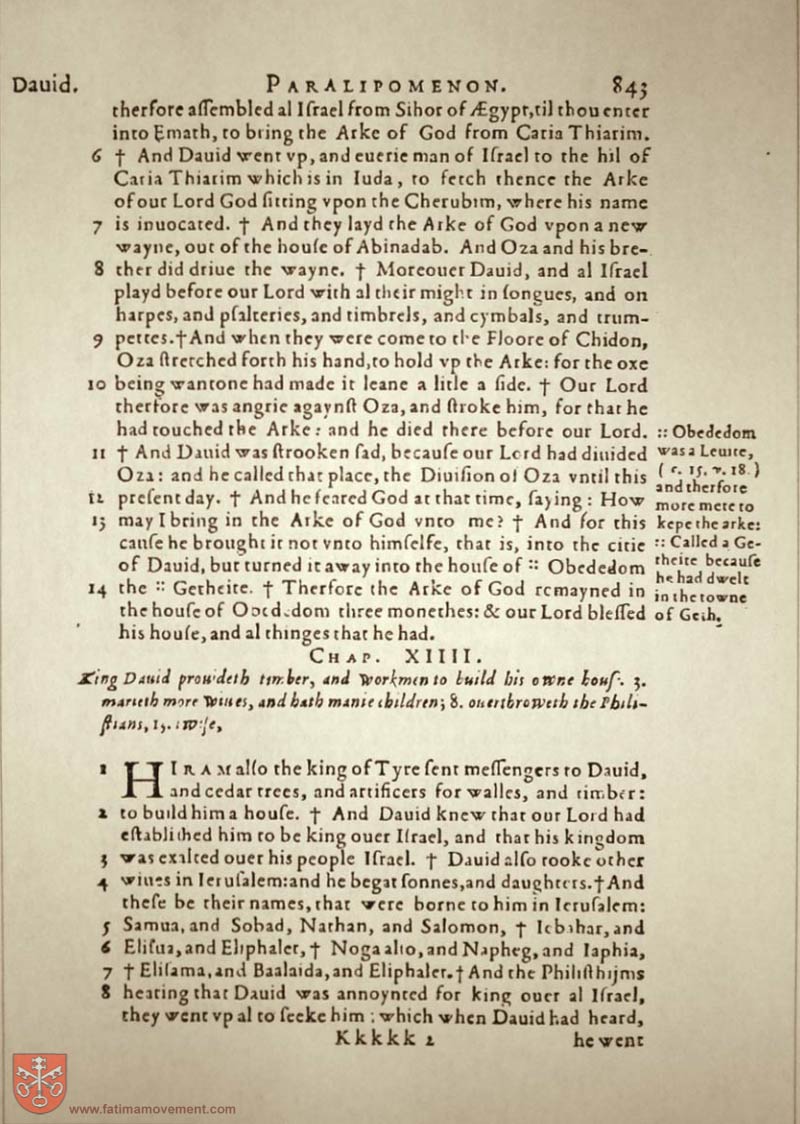 Dauid. PARALIPOMENON. 843
therfore assembled al Israel from Sihor of Ægypt, til thou enter
into Emath, to bring the Arke of God from Caria Thiarim.
6 † And Dauid went vp, and euerie man of Israel to the hil of
Caria Thiarim which is in Iuda, to fetch thence the Arke
of our Lord God sitting vpon the Cherubim, where his name
7 is inuocated. † And they layd the Arke of God vpon a new
wayne, out of the house of Abinadab. And Oza and his bre-
8 ther did driue the wayne. † Moreouer Dauid, and al Israel
playd before our Lord with al their might in songues, and on
harpes, and psalteries, and timbrels, and cymbals, and trum-
9 pettes. † And when they were come to the Floore of Chidon,
Oza stretched forth his hand, to hold vp the Arke: for the oxe
10 being wantone had made it leane a litle a side. † Our Lord
therfore was angrie agaynst Oza, and stroke him, for that he
had touched the Arke: and he died there before our Lord.
11 † And Dauid was strooken sad, because our Lord had diuided
Oza: and he called that place, the Diuision of Oza vntil this
12 present day. † And he feared God at that time, saying: How
13 may I bring in the Arke of God vnto me? † And for this
cause he brought it not vnto himselfe, that is, into the citie
of Dauid, but turned it away into the house of :: Obededom
14 the :: Getheite. † Therfore the Arke of God remayned in
the house of Obededom three monethes: & our Lord blessed
his house, and al thinges that he had.
:: Obededom
was a Leuite,
( c. 15. v. 18. )
and therfore
more mete to
kepe the arke:
:: Called a Ge-
theite because
he had dwelt
in the towne
of Geth.
CHAP. XIIII.
King Dauid prouideth timber, and workmen to build his owne house. 3.
marieth more wiues, and hath manie children; 8. ouerthroweth the Phili-
stians, 13. twise,
1 HIRAM also the king of Tyre sent messengers to Dauid,
and cedar trees, and artificers for walles, and timber:
2 to build him a house. † And Dauid knew that our Lord had
established him to be king ouer Israel, and that his kingdom
3 was exalted ouer his people Israel. † Dauid also tooke other
4 wiues in Ierusalem: and he begat sonnes, and daughters. † And
these be their names, that were borne to him in Ierusalem:
5 Samua, and Sobad, Nathan, and Salomon, † Iebahar, and
6 Elisua, and Eliphalet, † Noga also, and Napheg, and Iaphia,
7 † Elisama, and Baalaida, and Eliphalet. † And the Philisthijms
8 hearing that Dauid was annoynted for king ouer al Israel,
they went vp al to seeke him: which when Dauid had heard,
Kkkkk 2 he went
www.fatimamovement.com